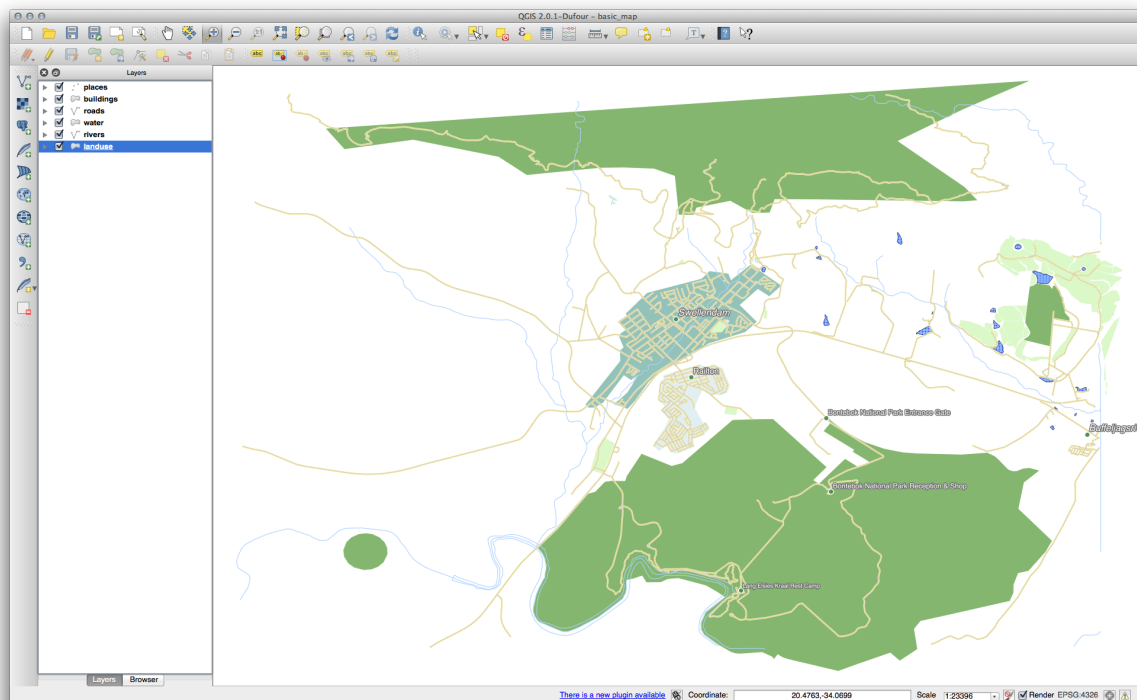 QGIS 2.0.1-Dufour - basic_map
Layers
places
buildings
roads
water
rivers
landuse
Swellendam
Railton
Bontebok National Park Entrance Gate
Bontebok National Park Reception & Shop
Lang Elsies Kraal Rest Camp
Layers
Browser
There is a new plugin available
Coordinate:
20.4763,-34.0699
Scale
1:23396
Render
EPSG:4326